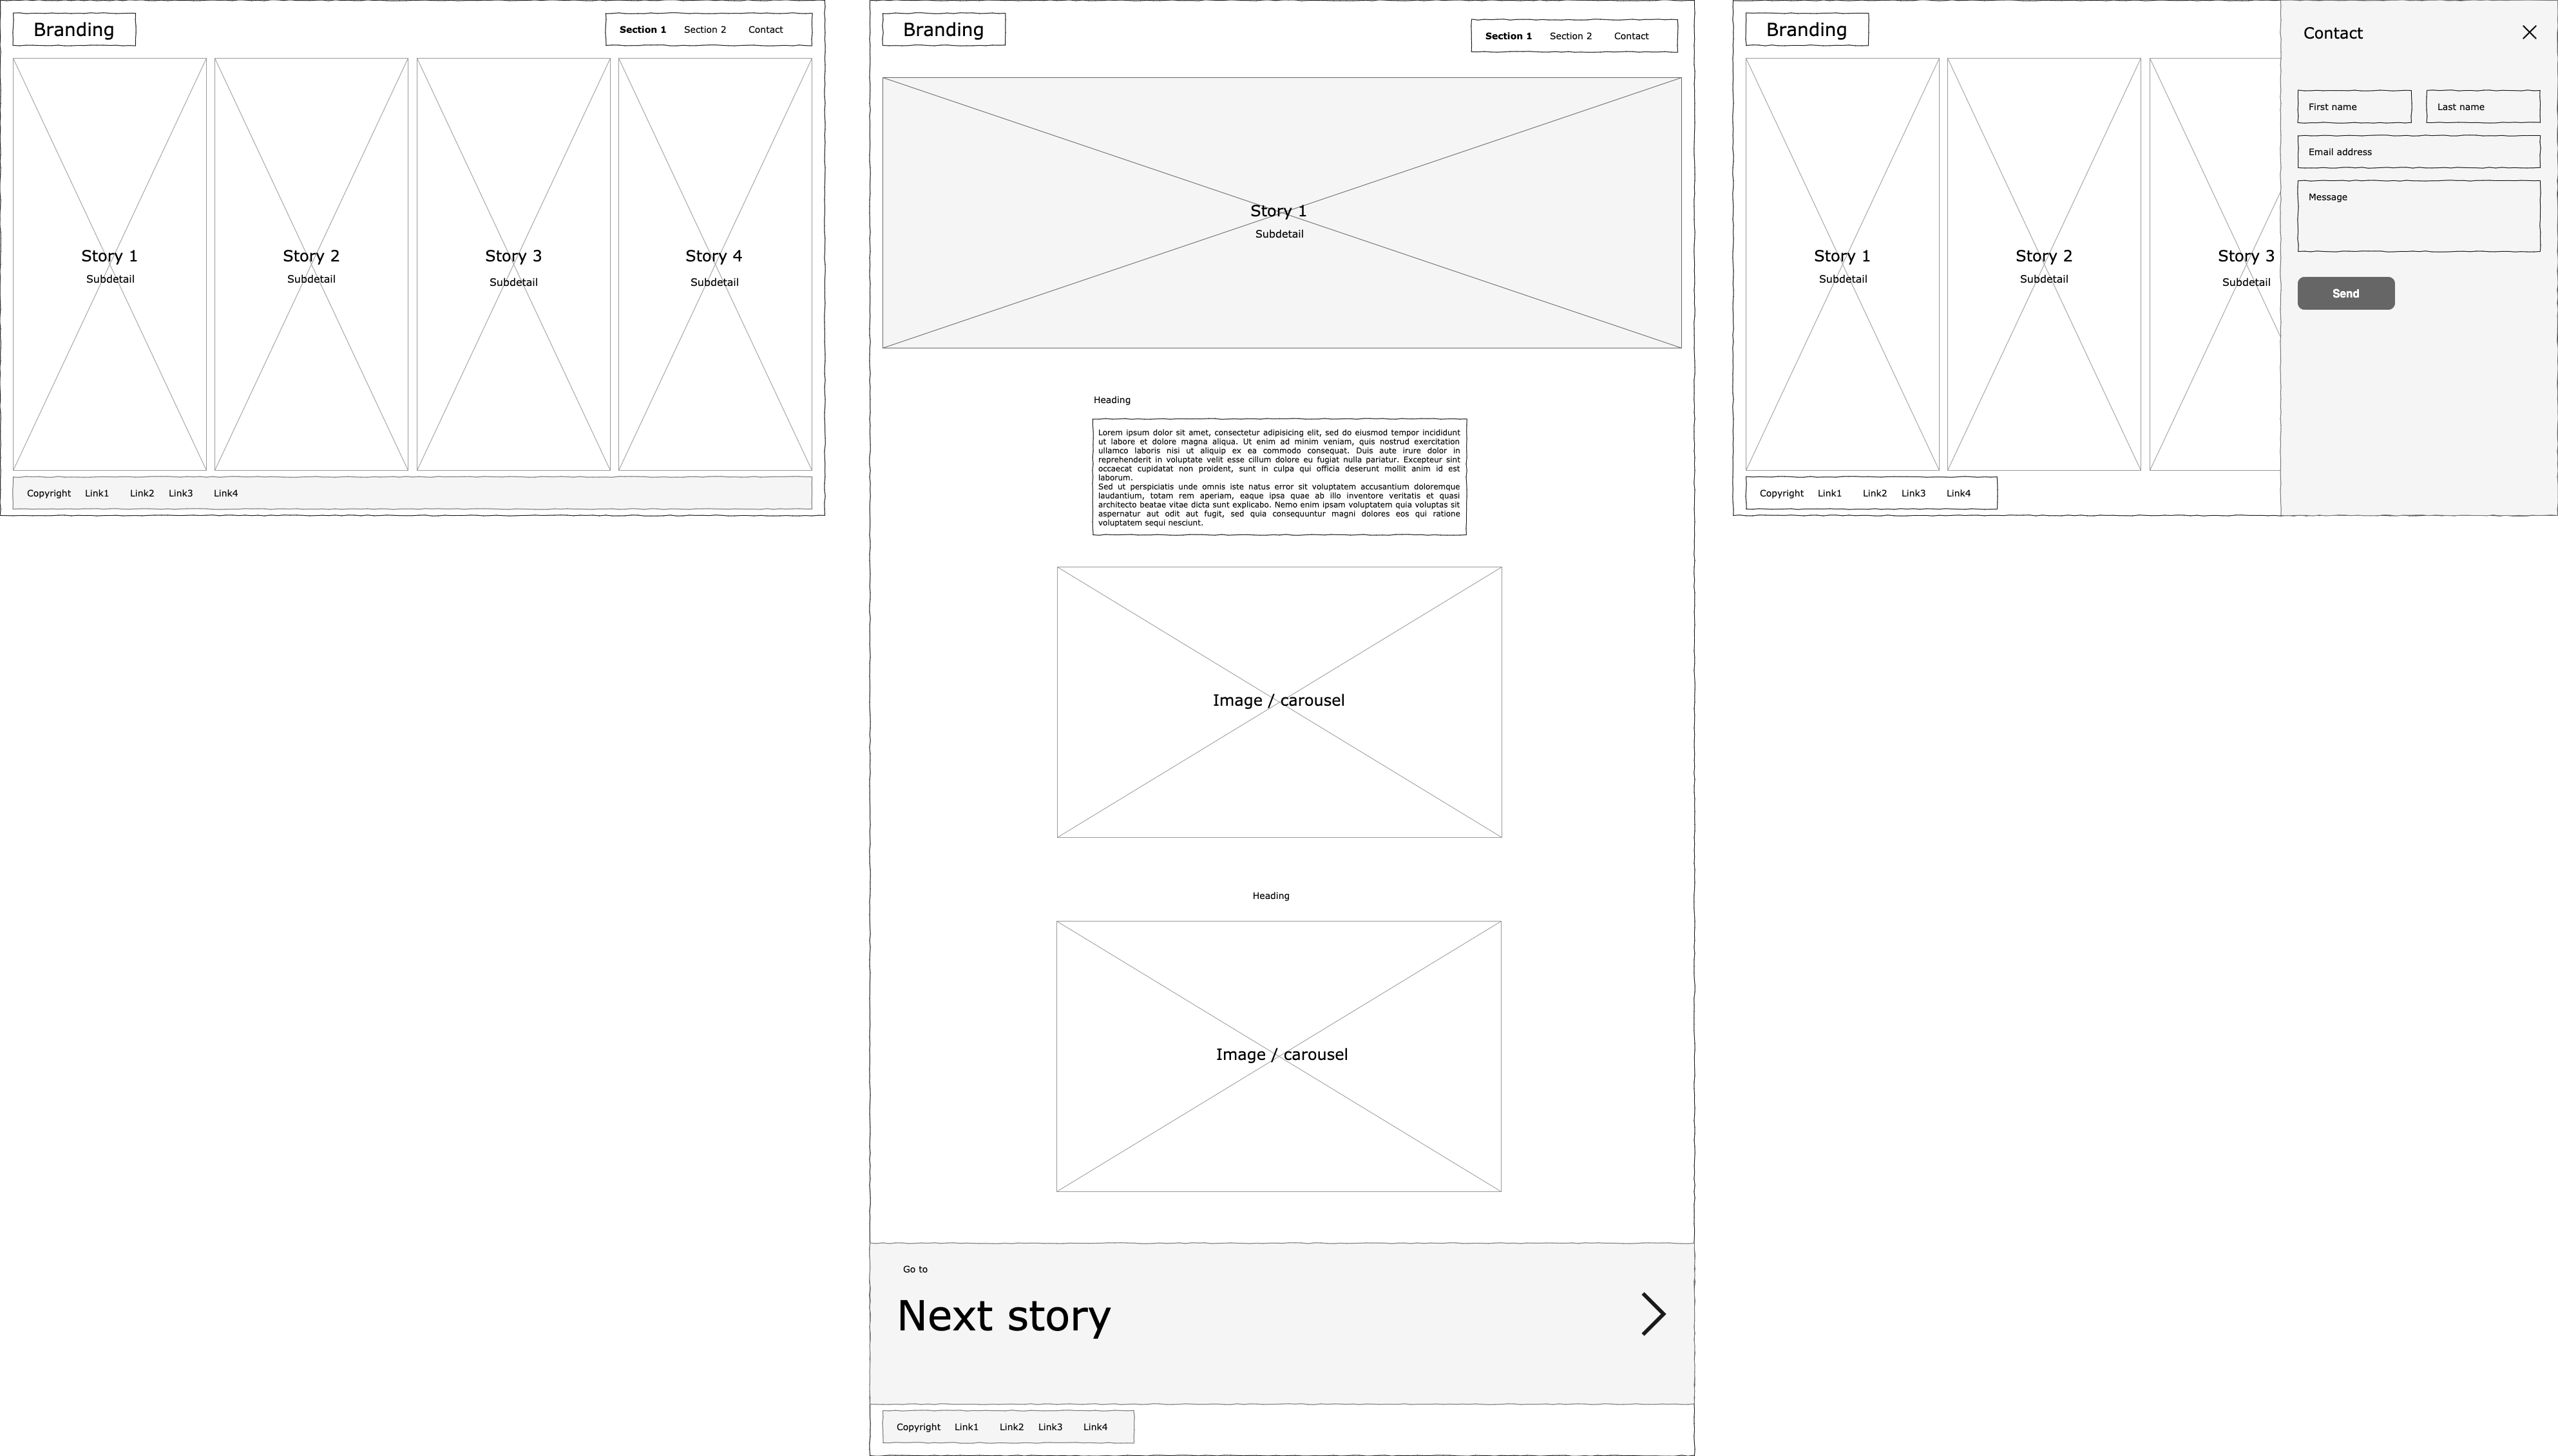 Branding
Section 1 Section 2 Contact
Story 1
Subdetail
Story 2
Subdetail
Story 3
Subdetail
Story 4
Subdetail
Copyright Link1 Link2 Link3 Link4
Branding
Section 1 Section 2 Contact
Story 1
Subdetail
Heading
Lorem ipsum dolor sit amet, consectetur adipisicing elit, sed do eiusmod tempor incididunt
ut labore et dolore magna aliqua. Ut enim ad minim veniam, quis nostrud exercitation
ullamco laboris nisi ut aliquip ex ea commodo consequat. Duis aute irure dolor in
reprehenderit in voluptate velit esse cillum dolore eu fugiat nulla pariatur. Excepteur sint
occaecat cupidatat non proident, sunt in culpa qui officia deserunt mollit anim id est
laborum.
Sed ut perspiciatis unde omnis iste natus error sit voluptatem accusantium doloremque
laudantium, totam rem aperiam, eaque ipsa quae ab illo inventore veritatis et quasi
architecto beatae vitae dicta sunt explicabo. Nemo enim ipsam voluptatem quia voluptas sit
aspernatur aut odit aut fugit, sed quia consequuntur magni dolores eos qui ratione
voluptatem sequi nesciunt.
Image / carousel
Heading
Image / carousel
Go to
Next story
Copyright Link1 Link2 Link3 Link4
Branding
Story 1
Subdetail
Story 2
Subdetail
Story 3
Subdetail
Copyright Link1 Link2 Link3 Link4
Contact
First name Last name
Email address
Message
Send